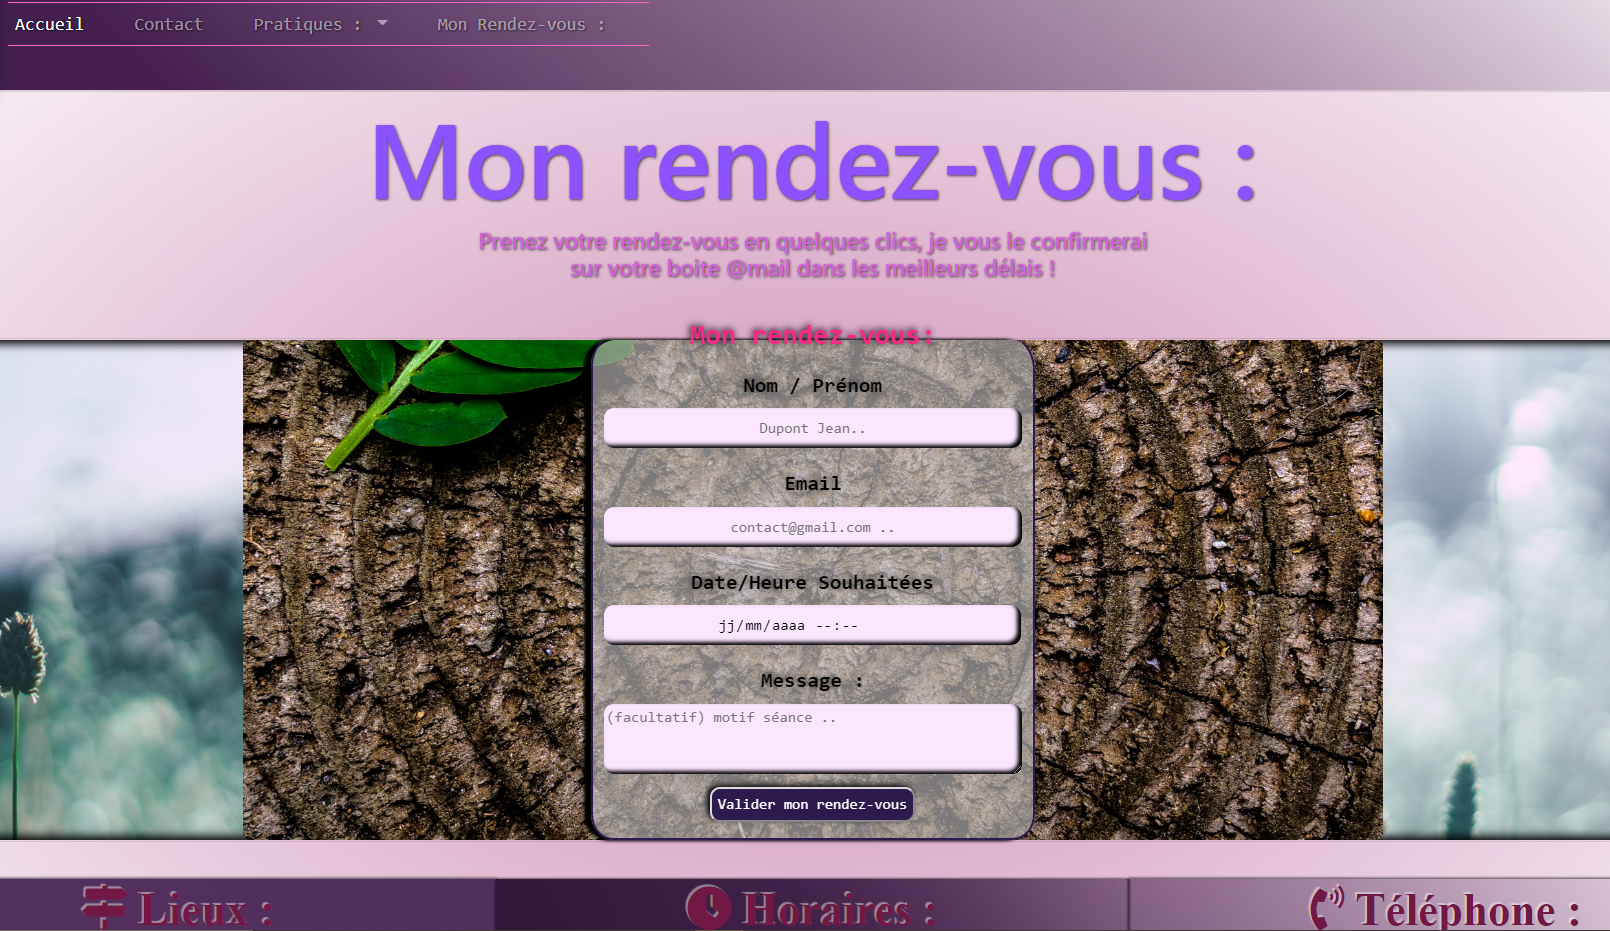 Accueil Contact Pratiques : Mon Rendez-vous :
Mon rendez-vous :
Prenez votre rendez-vous en quelques clics, je vous le confirmerai
sur votre boite @mail dans les meilleurs délais !
Mon rendez-vous:
Nom / Prénom
Dupont Jean..
Email
contact@gmail.com ..
Date/Heure Souhaitées
jj/mm/aaaa --:--
Message :
(facultatif) motif séance ..
Valider mon rendez-vous
Lieux : Horaires : Téléphone :